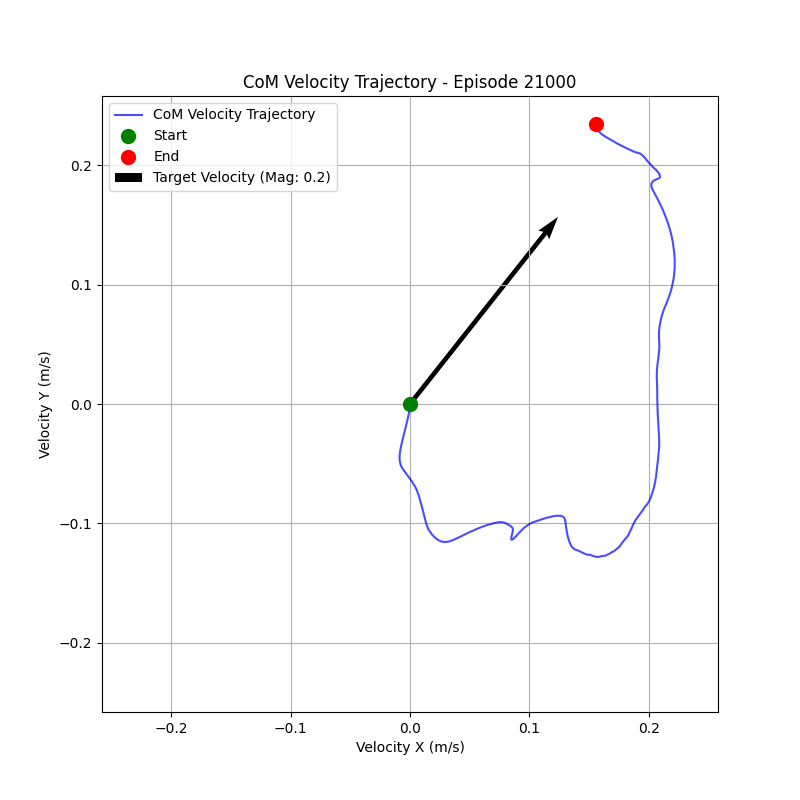 CoM Velocity Trajectory - Episode 21000
CoM Velocity Trajectory
Start
End
Target Velocity (Mag: 0.2)
0.2
0.1
0.0
−0.1
−0.2
Velocity Y (m/s)
−0.2 −0.1 0.0 0.1 0.2
Velocity X (m/s)